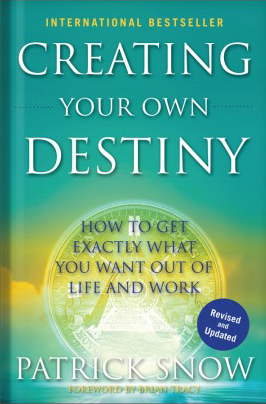 INTERNATIONAL BESTSELLER
CREATING
YOUR OWN
DESTINY
HOW TO GET
EXACTLY WHAT
YOU WANT OUT OF
LIFE AND WORK
Revised
and
Updated
PATRICK SNOW
FOREWORD BY BRIAN TRACY